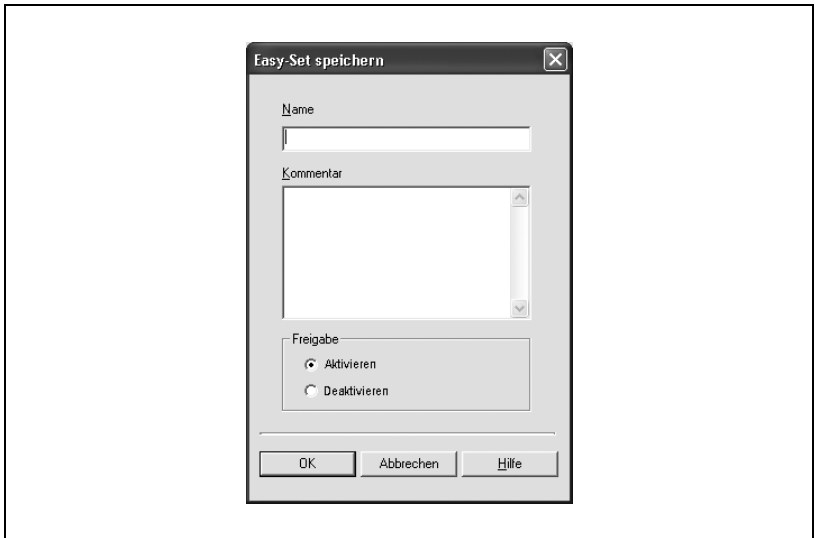 Easy-Set speichern
Name
Kommentar
Freigabe
Aktivieren
Deaktivieren
OK Abbrechen Hilfe